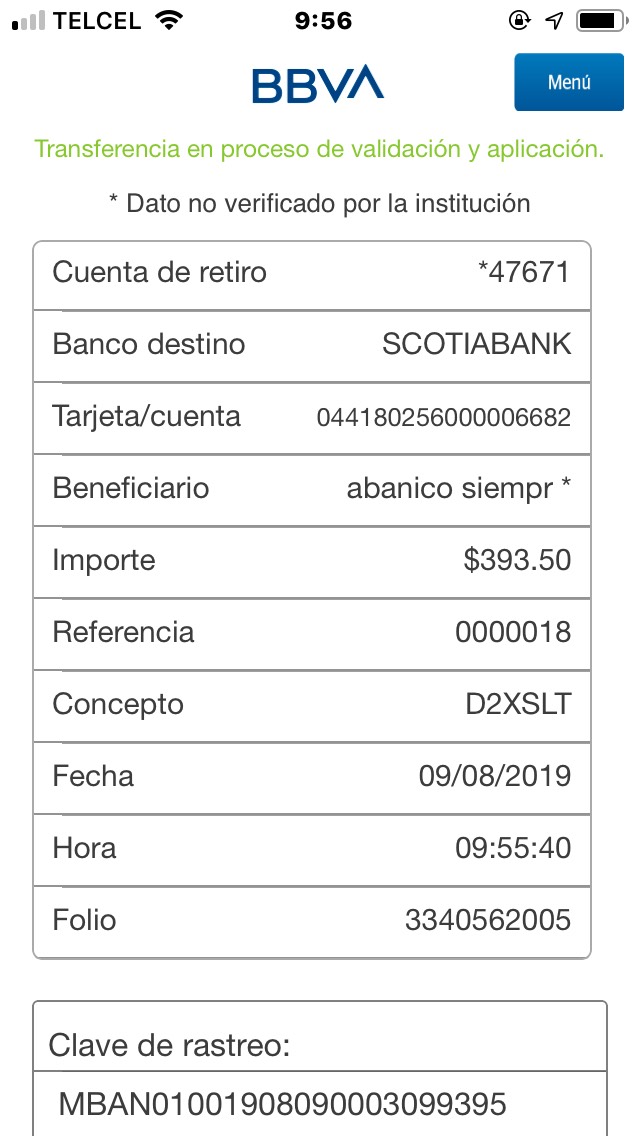 TELCEL 9:56
BBVA Menú
Transferencia en proceso de validación y aplicación.
* Dato no verificado por la institución
Cuenta de retiro *47671
Banco destino SCOTIABANK
Tarjeta/cuenta 044180256000006682
Beneficiario abanico siempr *
Importe $393.50
Referencia 0000018
Concepto D2XSLT
Fecha 09/08/2019
Hora 09:55:40
Folio 3340562005
Clave de rastreo:
MBAN01001908090003099395